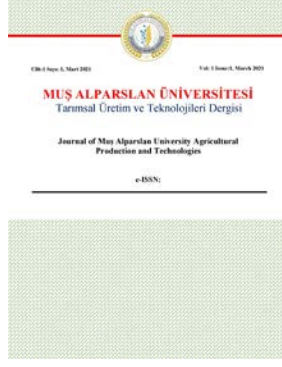 Cilt:1 Sayı:1, Mart 2021 Vol: 1 Issue:1, March 2021
MUŞ ALPARSLAN ÜNİVERSİTESİ
Tarımsal Üretim ve Teknolojileri Dergisi
Journal of Muş Alparslan University Agricultural
Production and Technologies
e-ISSN: